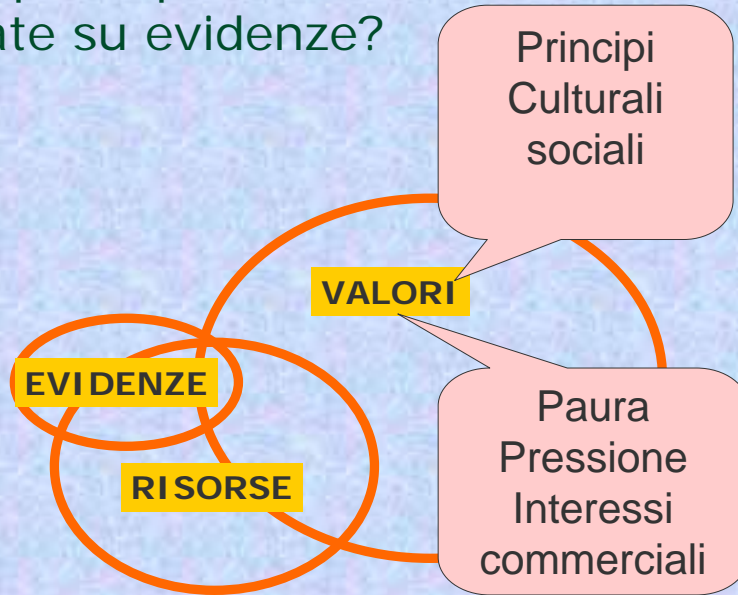 ate su evidenze?
Principi
Culturali
sociali
VALORI
EVIDENZE
RISORSE
Paura
Pressione
Interessi
commerciali